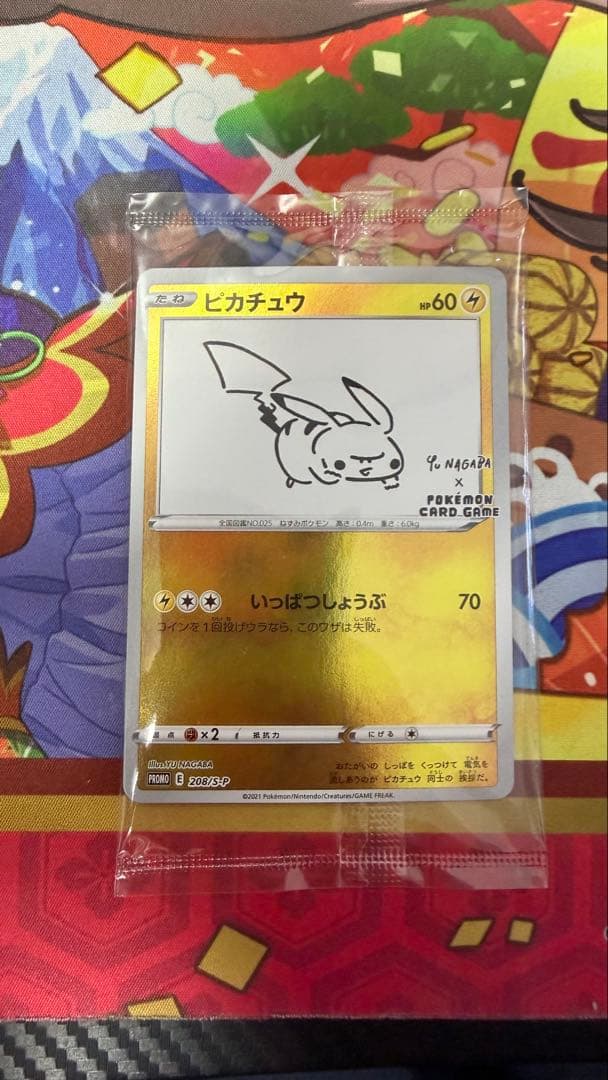 たね ピカチュウ HP60
YU NAGABA
×
POKÉMON
CARD GAME
全国図鑑NO.025 ねずみポケモン 高さ:0.4m 重さ:6.0kg
いっぱつしょうぶ 70
コインを1回投げウラなら、このワザは失敗。
弱点 ×2 抵抗力 にげる
Illus.YU NAGABA
PROMO E 208/S-P
おたがいの しっぽを くっつけて 電気を
流しあうのが ピカチュウ 同士の 挨拶だ。
©2021 Pokémon/Nintendo/Creatures/GAME FREAK.